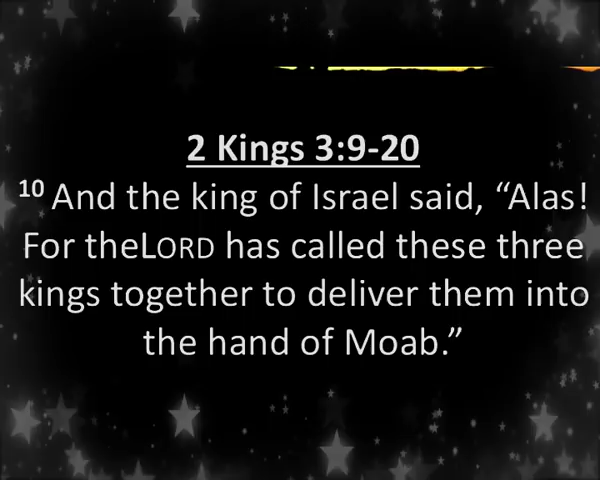 2 Kings 3:9-20
10 And the king of Israel said, “Alas!
For theLORD has called these three
kings together to deliver them into
the hand of Moab.”